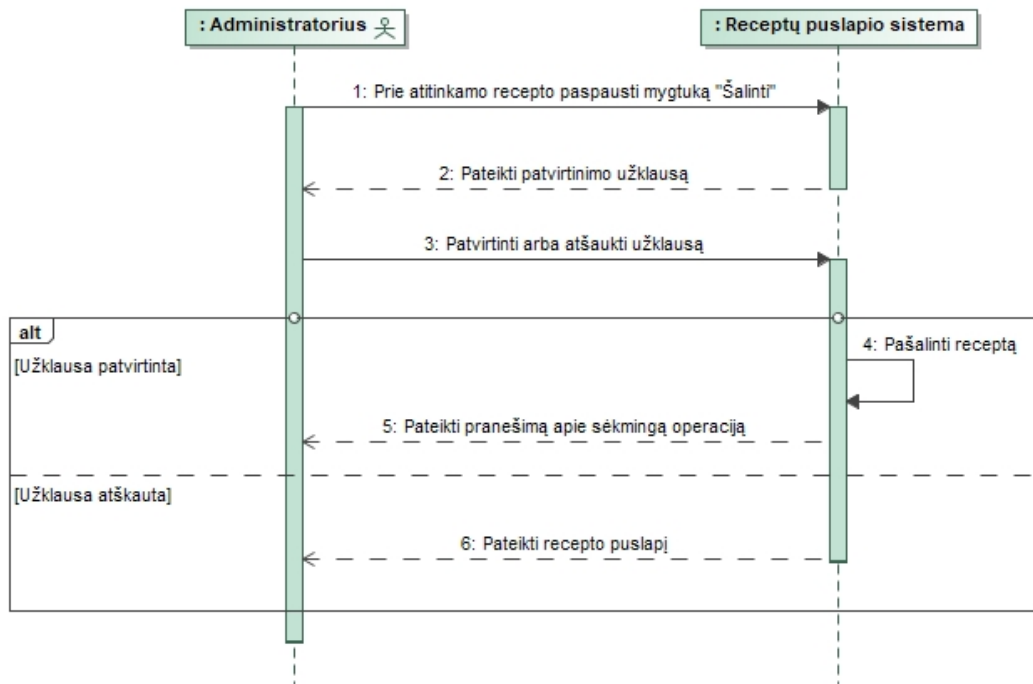 : Administratorius
: Receptų puslapio sistema
1: Prie atitinkamo recepto paspausti mygtuką "Šalinti"
2: Pateikti patvirtinimo užklausą
3: Patvirtinti arba atšaukti užklausą
alt
[Užklausa patvirtinta]
4: Pašalinti receptą
5: Pateikti pranešimą apie sėkmingą operaciją
[Užklausa atškauta]
6: Pateikti recepto puslapį